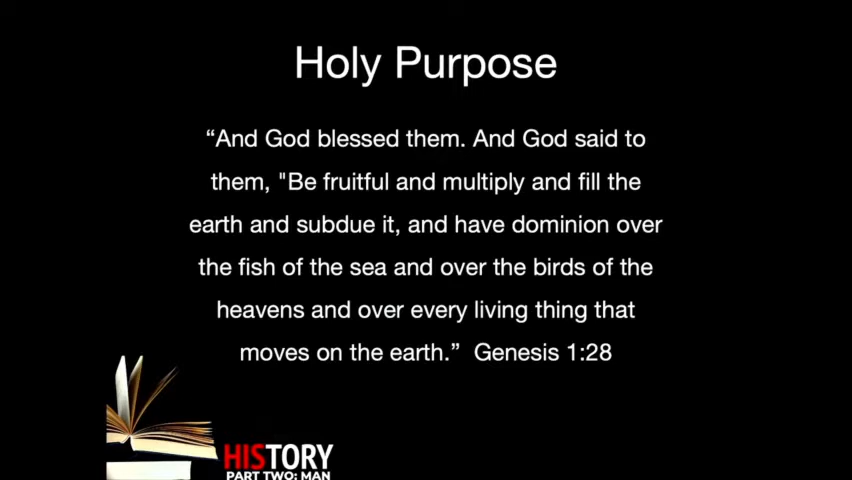 Holy Purpose
“And God blessed them. And God said to
them, "Be fruitful and multiply and fill the
earth and subdue it, and have dominion over
the fish of the sea and over the birds of the
heavens and over every living thing that
moves on the earth.” Genesis 1:28
HISTORY
PART TWO: MAN